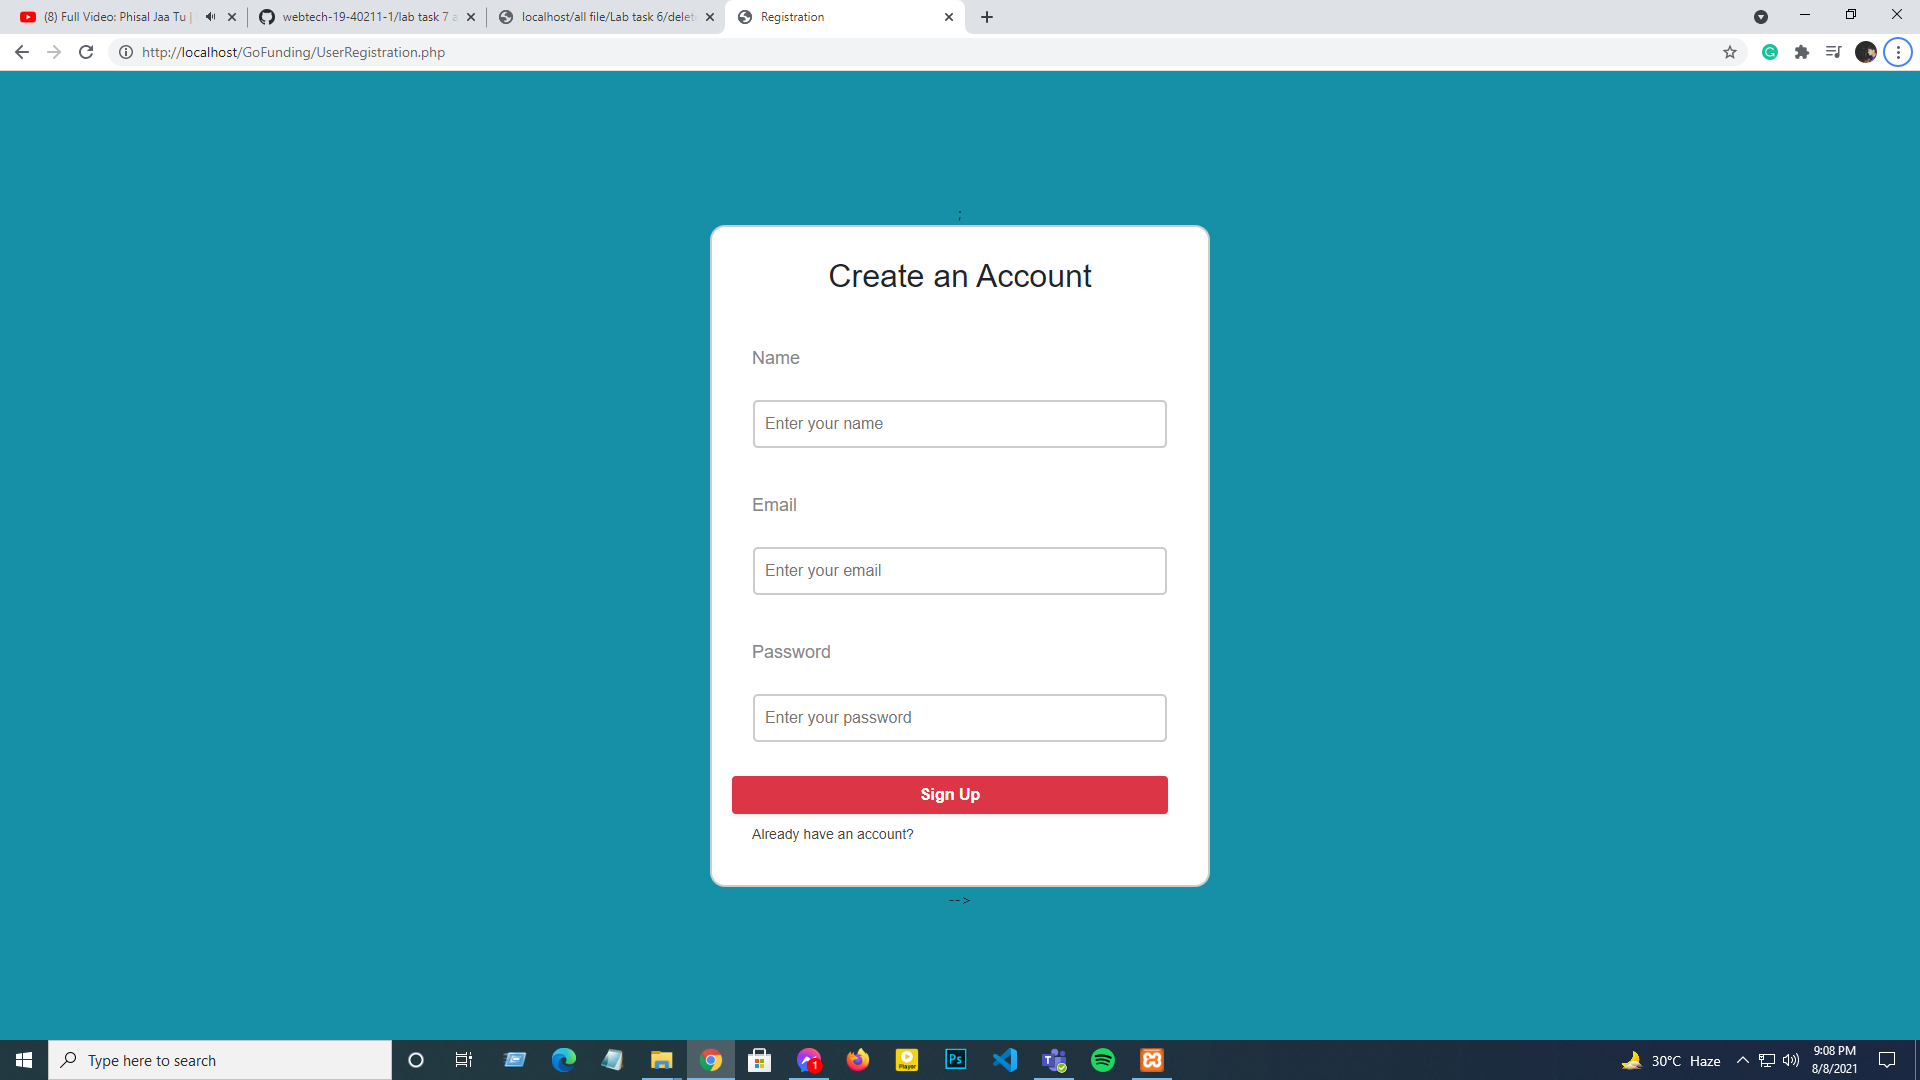 (8) Full Video: Phisal Jaa Tu |
webtech-19-40211-1/lab task 7 a
localhost/all file/Lab task 6/delet
Registration
http://localhost/GoFunding/UserRegistration.php
;
Create an Account
Name
Enter your name
Email
Enter your email
Password
Enter your password
Sign Up
Already have an account?
-->
Type here to search
Player
1
Ps
30°C Haze
9:08 PM
8/8/2021